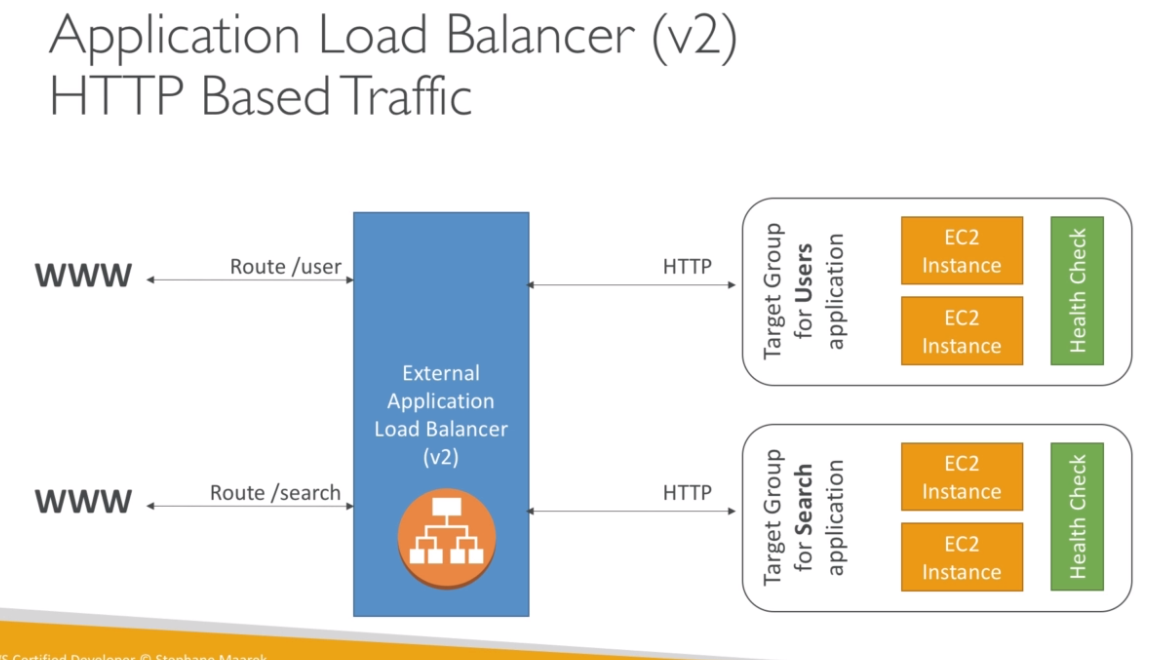 Application Load Balancer (v2)
HTTP Based Traffic
WWW
Route /user
HTTP
Target Group
for Users
application
EC2
Instance
EC2
Instance
Health Check
External
Application
Load Balancer
(v2)
WWW
Route /search
HTTP
Target Group
for Search
application
EC2
Instance
EC2
Instance
Health Check
Certified Developer © Stephane Maarek